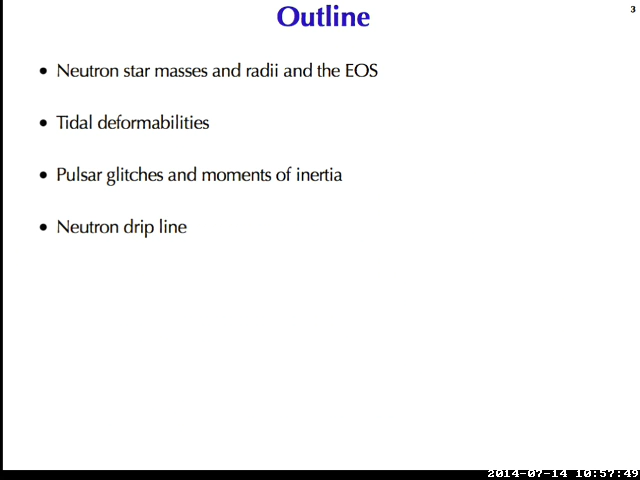 Outline
3
• Neutron star masses and radii and the EOS
• Tidal deformabilities
• Pulsar glitches and moments of inertia
• Neutron drip line
2014-07-14 10:57:49